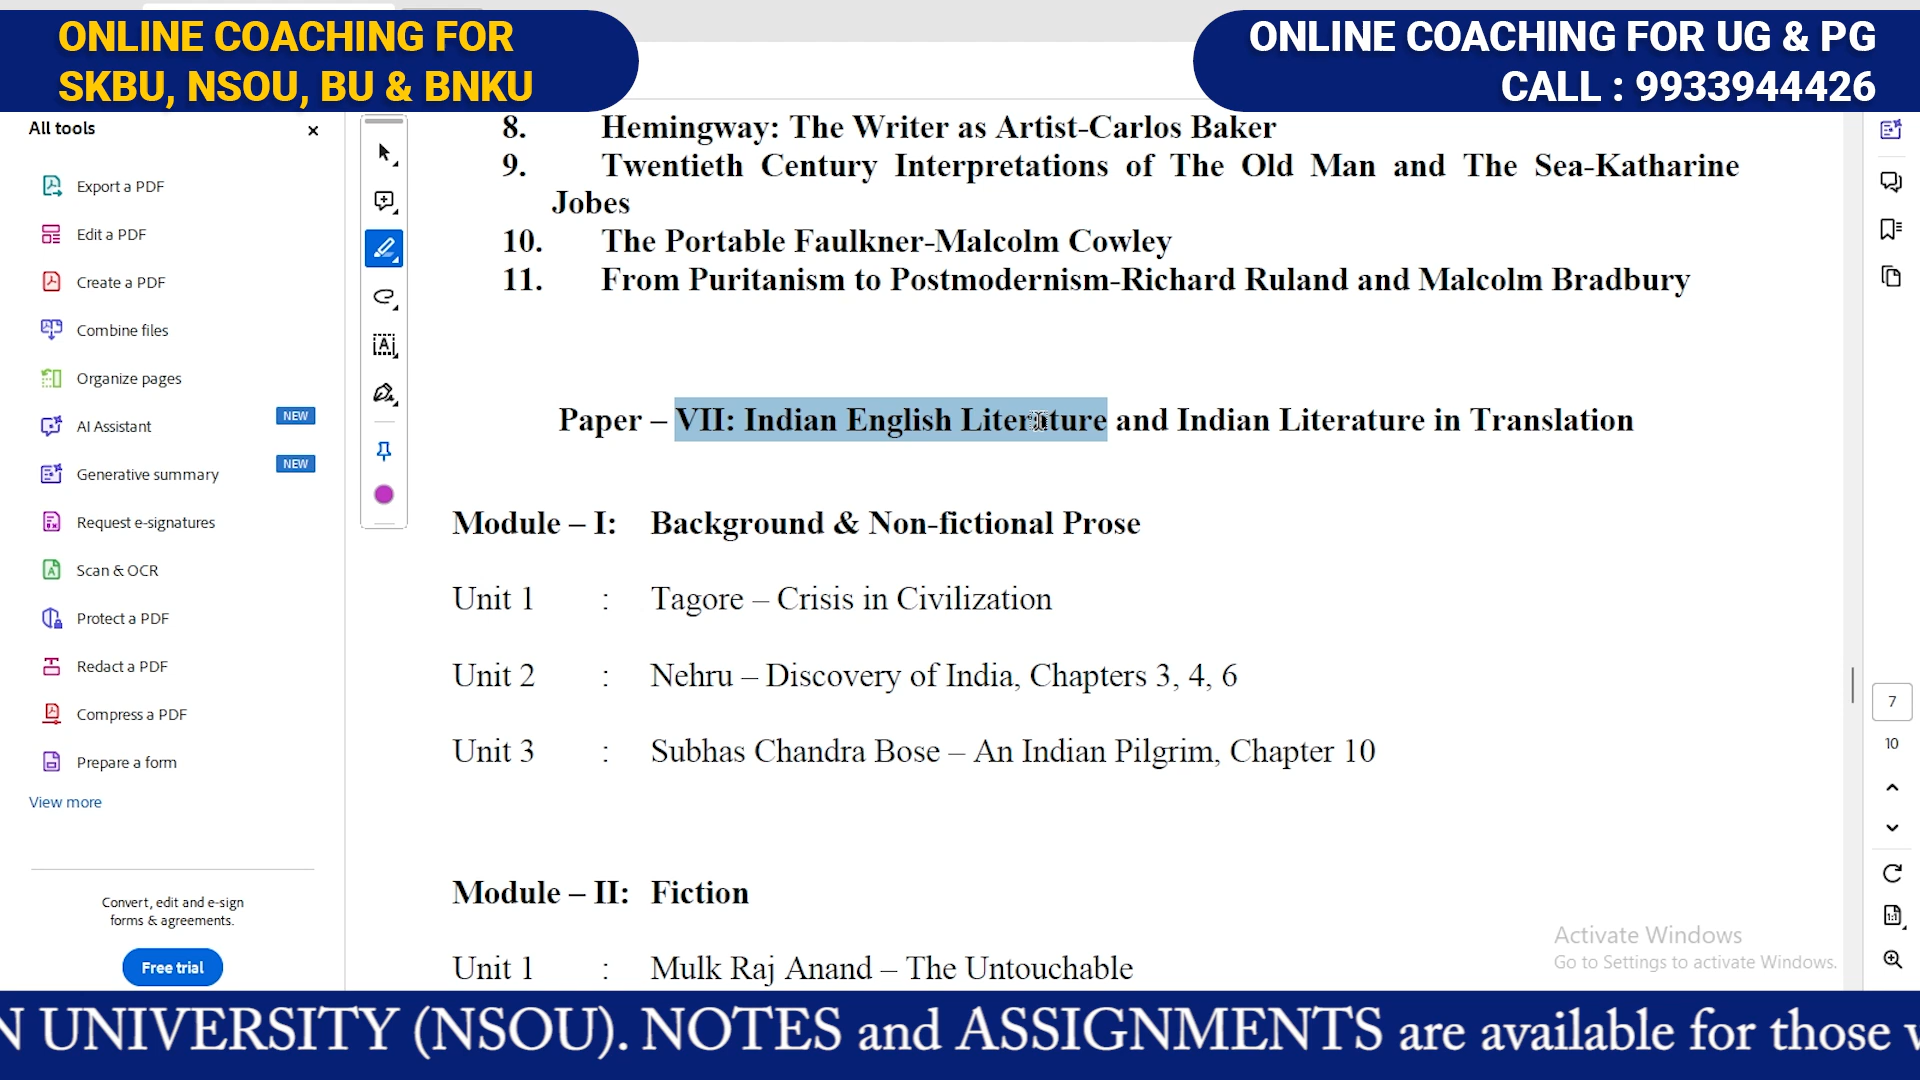 ONLINE COACHING FOR
SKBU, NSOU, BU & BNKU
ONLINE COACHING FOR UG & PG
CALL : 9933944426
All tools
Export a PDF
Edit a PDF
Create a PDF
Combine files
Organize pages
AI Assistant
NEW
Generative summary
NEW
Request e-signatures
Scan & OCR
Protect a PDF
Redact a PDF
Compress a PDF
Prepare a form
View more
Convert, edit and e-sign
forms & agreements.
Free trial
8. Hemingway: The Writer as Artist-Carlos Baker
9. Twentieth Century Interpretations of The Old Man and The Sea-Katharine
Jobes
10. The Portable Faulkner-Malcolm Cowley
11. From Puritanism to Postmodernism-Richard Ruland and Malcolm Bradbury
Paper – VII: Indian English Literature and Indian Literature in Translation
Module – I: Background & Non-fictional Prose
Unit 1 : Tagore – Crisis in Civilization
Unit 2 : Nehru – Discovery of India, Chapters 3, 4, 6
Unit 3 : Subhas Chandra Bose – An Indian Pilgrim, Chapter 10
Module – II: Fiction
Unit 1 : Mulk Raj Anand – The Untouchable
7
10
Activate Windows
Go to Settings to activate Windows.
N UNIVERSITY (NSOU). NOTES and ASSIGNMENTS are available for those